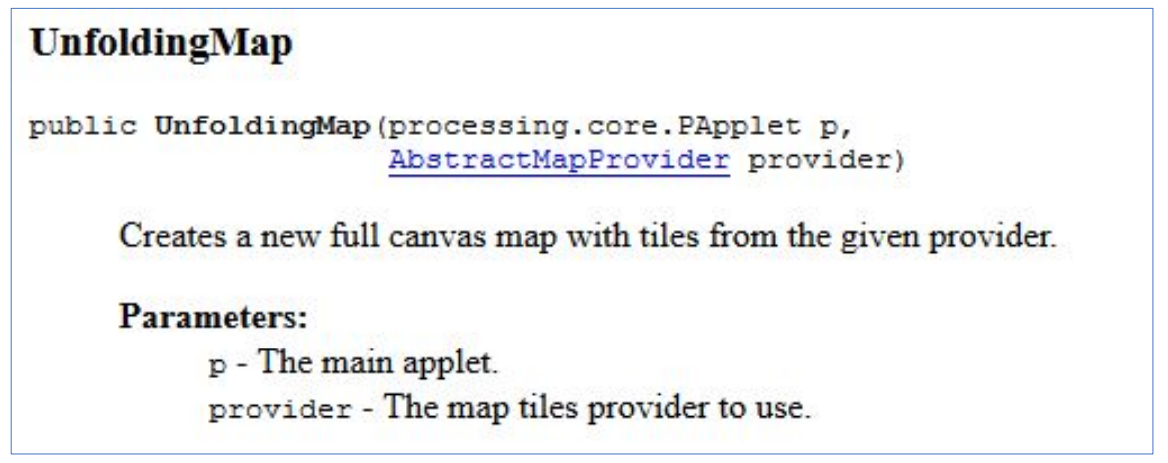 UnfoldingMap
public UnfoldingMap(processing.core.PApplet p,
AbstractMapProvider provider)
Creates a new full canvas map with tiles from the given provider.
Parameters:
p - The main applet.
provider - The map tiles provider to use.